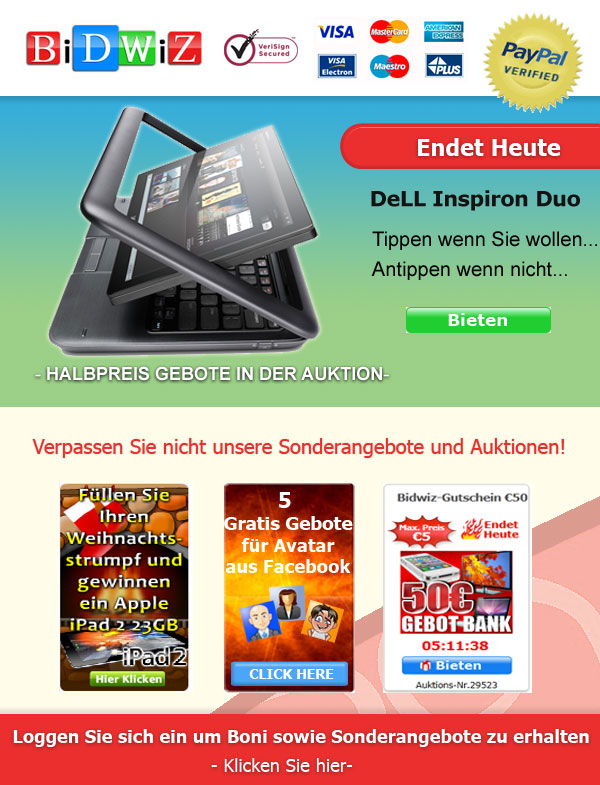 BiDWiZ
VeriSign
Secured
VISA
MasterCard
AMERICAN
EXPRESS
VISA
Electron
Maestro
PLUS
PayPal
VERIFIED
Endet Heute
DeLL Inspiron Duo
Tippen wenn Sie wollen...
Antippen wenn nicht...
Bieten
- HALBPREIS GEBOTE IN DER AUKTION-
Verpassen Sie nicht unsere Sonderangebote und Auktionen!
Füllen Sie
Ihren
Weihnachts-
strumpf und
gewinnen
ein Apple
iPad 2 23GB
iPad 2
Hier Klicken
5
Gratis Gebote
für Avatar
aus Facebook
CLICK HERE
Bidwiz-Gutschein €50
Max. Preis
€5
Endet
Heute
50€
GEBOT BANK
05:11:38
Bieten
Auktions-Nr.29523
Loggen Sie sich ein um Boni sowie Sonderangebote zu erhalten
- Klicken Sie hier-